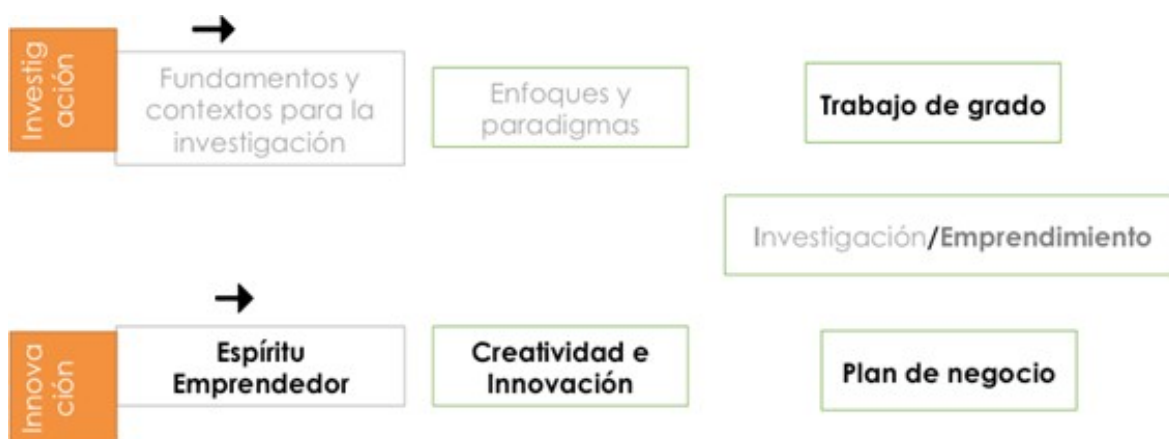 Investig
ación
Fundamentos y
contextos para la
investigación
Enfoques y
paradigmas
Trabajo de grado
Investigación/Emprendimiento
Innova
ción
Espíritu
Emprendedor
Creatividad e
Innovación
Plan de negocio